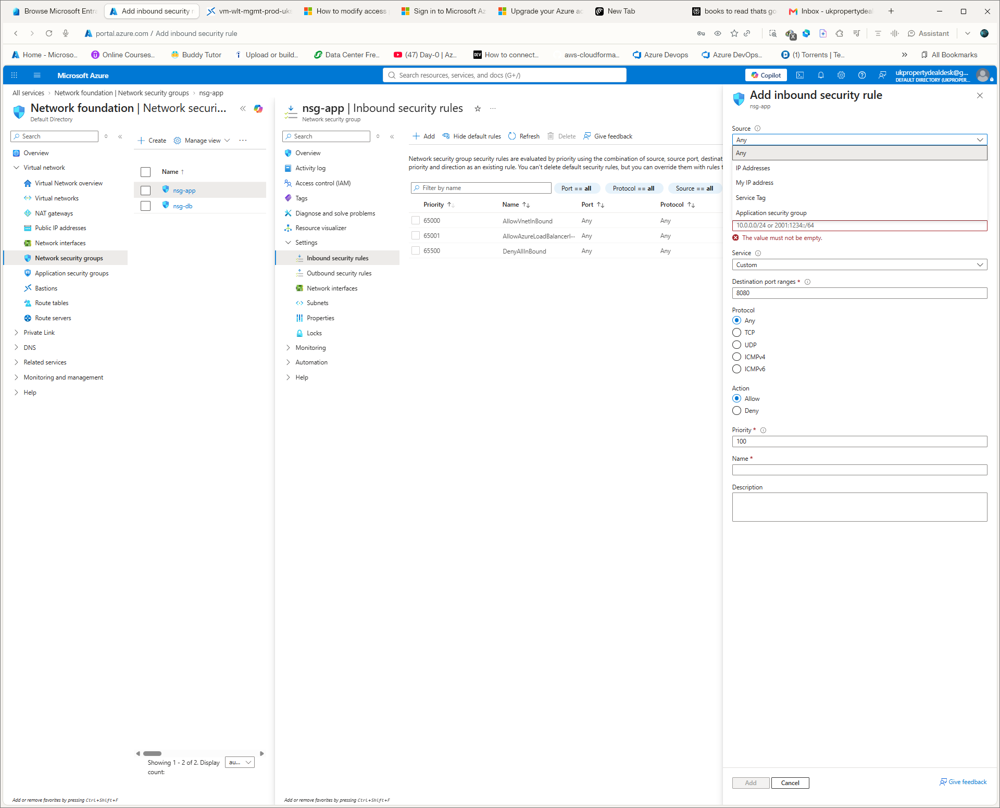 Browse Microsoft Entra
Add inbound security r
vm-wlt-mgmt-prod-uks
How to modify access
Sign in to Microsoft Az
Upgrade your Azure ac
New Tab
books to read thats go
Inbox - ukpropertydeal
portal.azure.com / Add inbound security rule
Assistant
Home - Microso...
Online Courses...
Buddy Tutor
Upload or build...
Data Center Fre...
(47) Day-0 | Az...
How to connect...
aws-cloudforma...
Azure Devops
Azure DevOps...
(1) Torrents | Te...
All Bookmarks
Microsoft Azure
Search resources, services, and docs (G+/)
Copilot
ukpropertydealdesk@g...
DEFAULT DIRECTORY (UKPROPER...
All services > Network foundation | Network security groups > nsg-app
Network foundation | Network securi...
Default Directory
Search
Create
Manage view
Overview
Virtual network
Virtual Network overview
Virtual networks
NAT gateways
Public IP addresses
Network interfaces
Network security groups
Application security groups
Bastions
Route tables
Route servers
Private Link
DNS
Related services
Monitoring and management
Help
Name ↑
nsg-app
nsg-db
Showing 1 - 2 of 2. Display count:
au...
Add or remove favorites by pressing Ctrl+Shift+F
nsg-app | Inbound security rules
Network security group
Search
Overview
Activity log
Access control (IAM)
Tags
Diagnose and solve problems
Resource visualizer
Settings
Inbound security rules
Outbound security rules
Network interfaces
Subnets
Properties
Locks
Monitoring
Automation
Help
Add or remove favorites by pressing Ctrl+Shift+F
Add
Hide default rules
Refresh
Delete
Give feedback
Network security group security rules are evaluated by priority using the combination of source, source port, destinat
priority and direction as an existing rule. You can't delete default security rules, but you can override them with rules t
Filter by name
Port == all
Protocol == all
Source == all
Priority ↑↓ Name ↑↓ Port ↑↓ Protocol ↑↓
65000 AllowVnetInBound Any Any
65001 AllowAzureLoadBalancerI... Any Any
65500 DenyAllInBound Any Any
Add inbound security rule
nsg-app
Source
Any
Any
IP Addresses
My IP address
Service Tag
Application security group
10.0.0.0/24 or 2001:1234::/64
The value must not be empty.
Service
Custom
Destination port ranges *
8080
Protocol
Any
TCP
UDP
ICMPv4
ICMPv6
Action
Allow
Deny
Priority *
100
Name *
Description
Add
Cancel
Give feedback